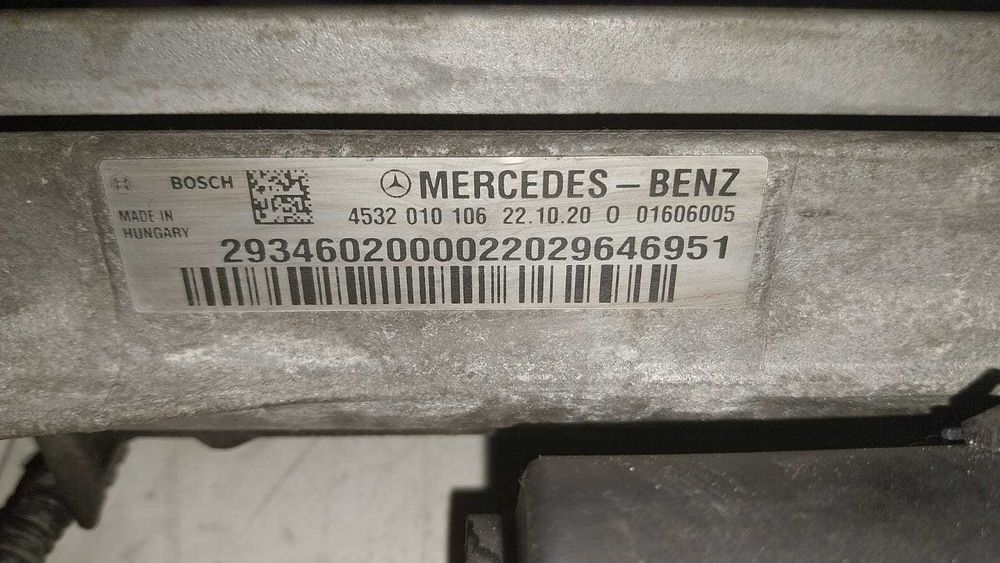 BOSCH
MERCEDES – BENZ
MADE IN
HUNGARY
4532 010 106 22.10.20 0 01606005
2934602000022029646951